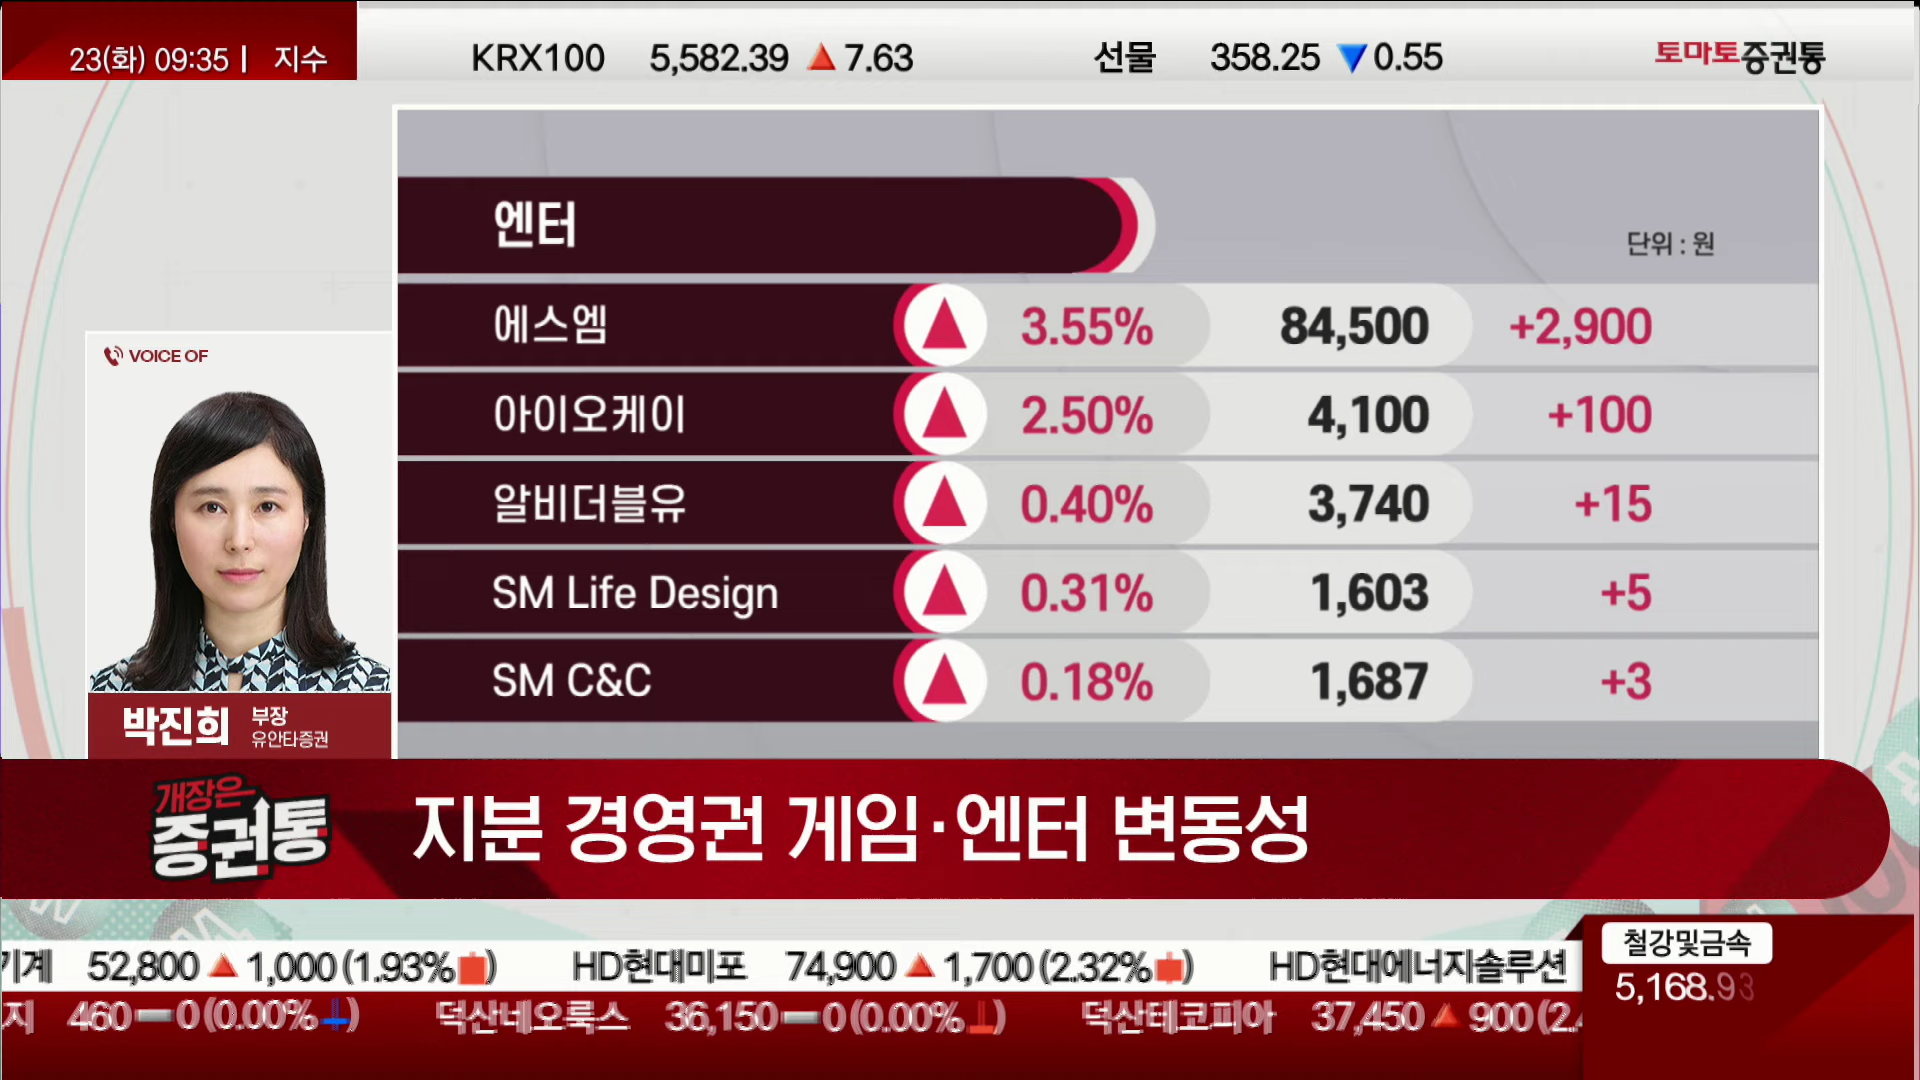 23(화) 09:35 | 지수 KRX100 5,582.39 ▲ 7.63 선물 358.25 ▼ 0.55 토마토증권통
엔터
단위 : 원
에스엠 ▲ 3.55% 84,500 +2,900
아이오케이 ▲ 2.50% 4,100 +100
알비더블유 ▲ 0.40% 3,740 +15
SM Life Design ▲ 0.31% 1,603 +5
SM C&C ▲ 0.18% 1,687 +3
VOICE OF
박진희 부장
유안타증권
개장은
증권통
지분 경영권 게임·엔터 변동성
기계 52,800 ▲ 1,000 (1.93%) HD현대미포 74,900 ▲ 1,700 (2.32%) HD현대에너지솔루션
지 460 0 (0.00%) 덕산네오룩스 36,150 0 (0.00%) 덕산테코피아 37,450 ▲ 900 (2.4
철강및금속
5,168.93